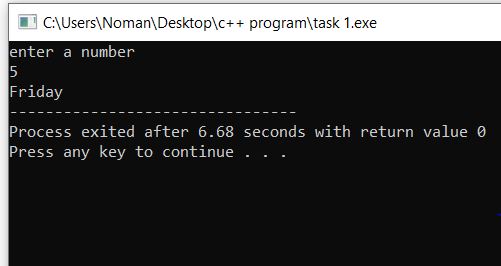 C:\Users\Noman\Desktop\c++ program\task 1.exe
enter a number
5
Friday
--------------------------------
Process exited after 6.68 seconds with return value 0
Press any key to continue . . .